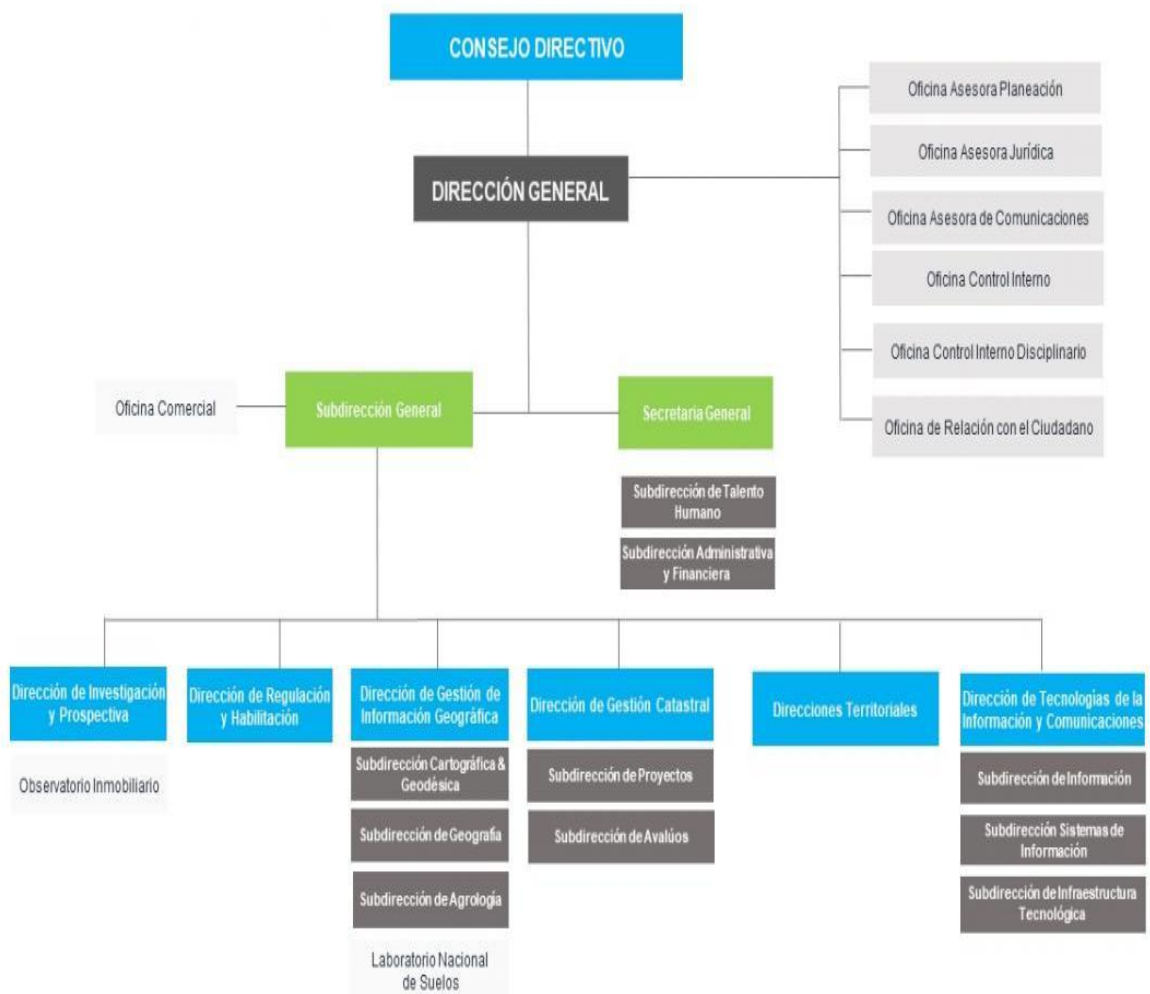 CONSEJO DIRECTIVO
DIRECCIÓN GENERAL
Oficina Asesora Planeación
Oficina Asesora Jurídica
Oficina Asesora de Comunicaciones
Oficina Control Interno
Oficina Control Interno Disciplinario
Oficina de Relación con el Ciudadano
Oficina Comercial
Subdirección General
Secretaria General
Subdirección de Talento
Humano
Subdirección Administrativa
y Financiera
Dirección de Investigación
y Prospectiva
Observatorio Inmobiliario
Dirección de Regulación
y Habilitación
Dirección de Gestión de
Información Geográfica
Subdirección Cartográfica &
Geodésica
Subdirección de Geografía
Subdirección de Agrología
Laboratorio Nacional
de Suelos
Dirección de Gestión Catastral
Subdirección de Proyectos
Subdirección de Avalúos
Direcciones Territoriales
Dirección de Tecnologías de la
Información y Comunicaciones
Subdirección de Información
Subdirección Sistemas de
Información
Subdirección de Infraestructura
Tecnológica